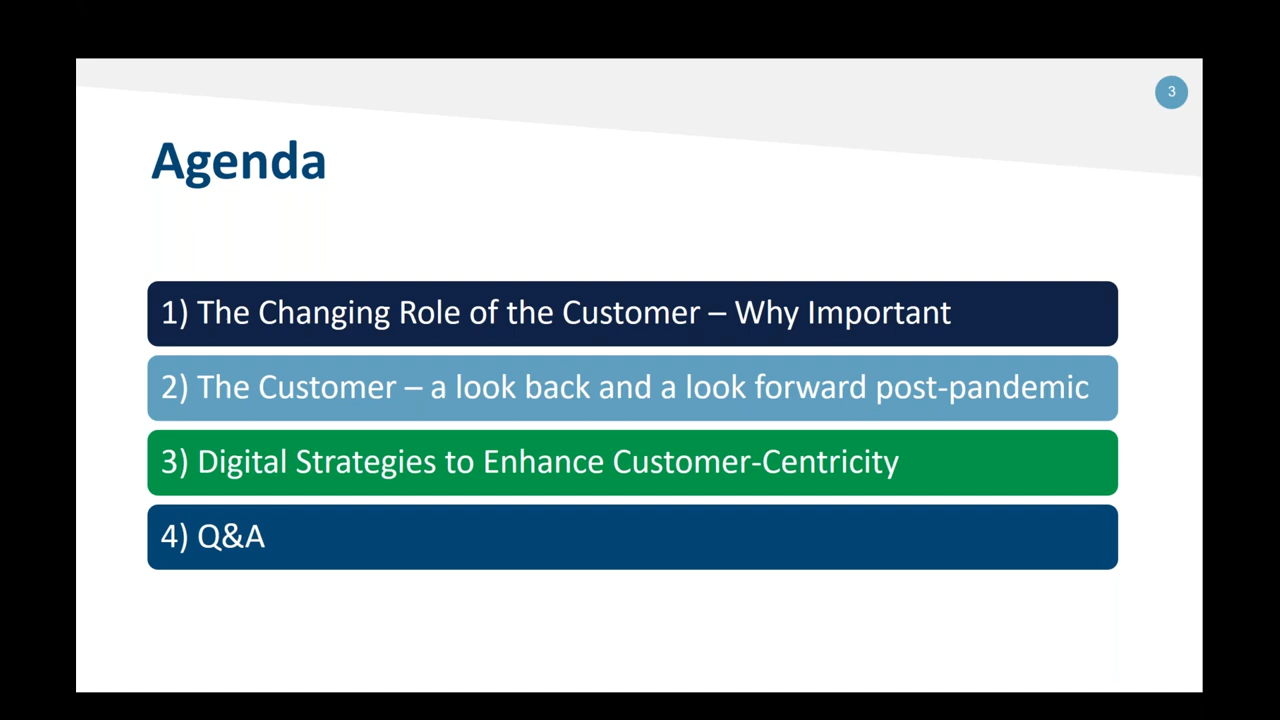 3
Agenda
1) The Changing Role of the Customer – Why Important
2) The Customer – a look back and a look forward post-pandemic
3) Digital Strategies to Enhance Customer-Centricity
4) Q&A